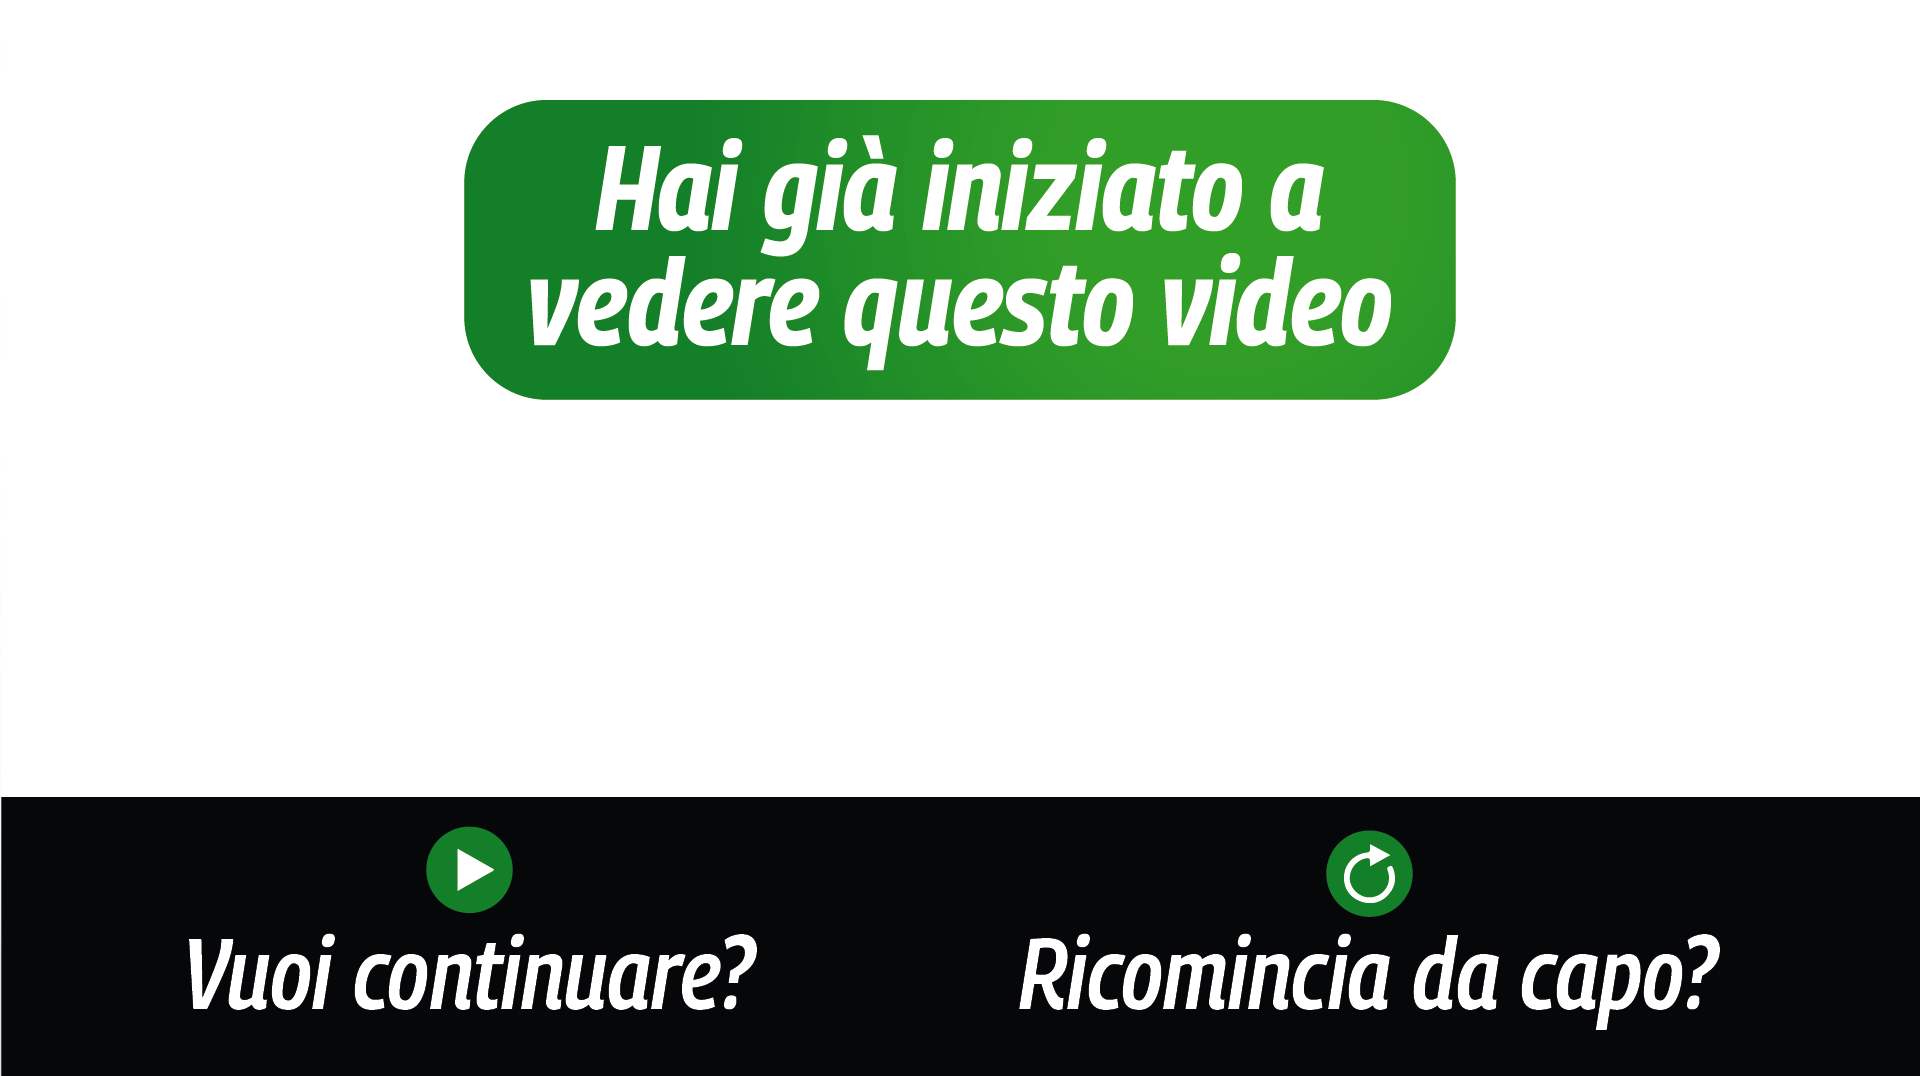 Hai già iniziato a
vedere questo video
Vuoi continuare?
Ricomincia da capo?